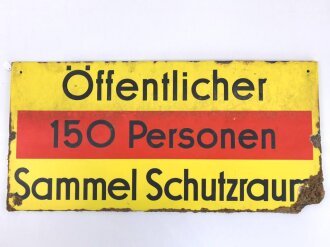 Öffentlicher
150 Personen
Sammel Schutzraum